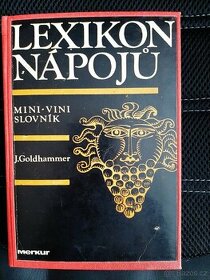 LEXIKON
NÁPOJŮ
MINI-VINI
SLOVNÍK
J.Goldhammer
merkur